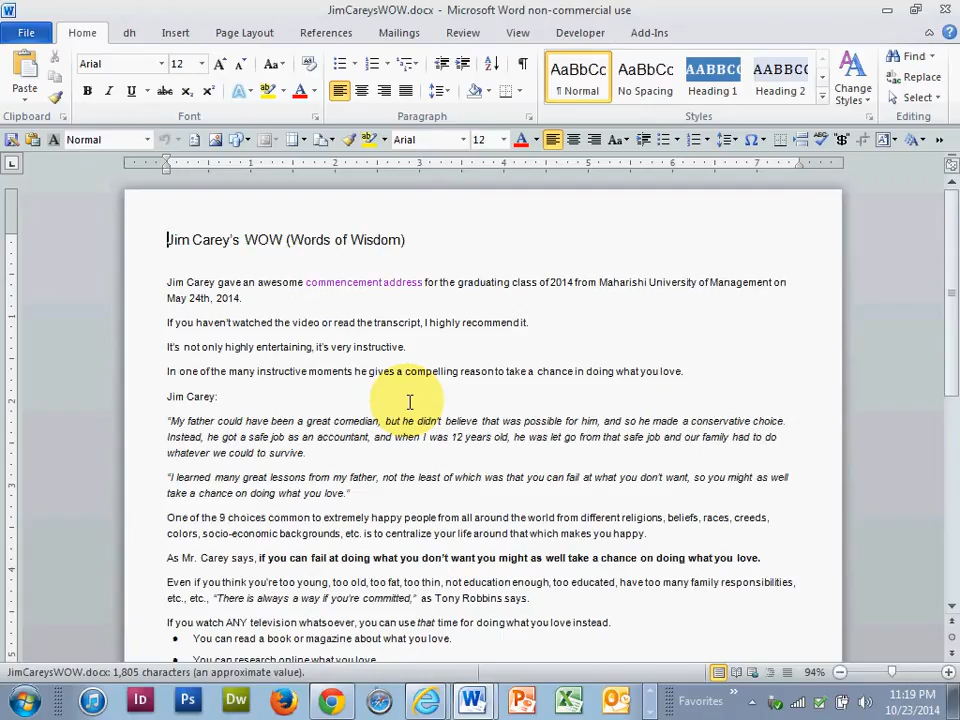 JimCareysWOW.docx - Microsoft Word non-commercial use
File Home dh Insert Page Layout References Mailings Review View Developer Add-Ins
Arial 12 Aa
AaBbCc AaBbCc AABBCC AABBCC
Find
Replace
Select
Paste
B I U abc x₂ x² A A
¶ Normal No Spacing Heading 1 Heading 2
Change Styles
Clipboard Font Paragraph Styles Editing
Normal Arial 12
1 2 3 4 5 6 7
Jim Carey's WOW (Words of Wisdom)
Jim Carey gave an awesome commencement address for the graduating class of 2014 from Maharishi University of Management on
May 24th, 2014.
If you haven't watched the video or read the transcript, I highly recommend it.
It's not only highly entertaining, it's very instructive.
In one of the many instructive moments he gives a compelling reason to take a chance in doing what you love.
Jim Carey:
"My father could have been a great comedian, but he didn't believe that was possible for him, and so he made a conservative choice.
Instead, he got a safe job as an accountant, and when I was 12 years old, he was let go from that safe job and our family had to do
whatever we could to survive.
"I learned many great lessons from my father, not the least of which was that you can fail at what you don't want, so you might as well
take a chance on doing what you love."
One of the 9 choices common to extremely happy people from all around the world from different religions, beliefs, races, creeds,
colors, socio-economic backgrounds, etc. is to centralize your life around that which makes you happy.
As Mr. Carey says, if you can fail at doing what you don't want you might as well take a chance on doing what you love.
Even if you think you're too young, too old, too fat, too thin, not education enough, too educated, have too many family responsibilities,
etc., etc., "There is always a way if you're committed," as Tony Robbins says.
If you watch ANY television whatsoever, you can use that time for doing what you love instead.
• You can read a book or magazine about what you love.
• You can research online what you love
JimCareysWOW.docx: 1,805 characters (an approximate value).
94%
Id Ps Dw
Favorites
11:19 PM
10/23/2014